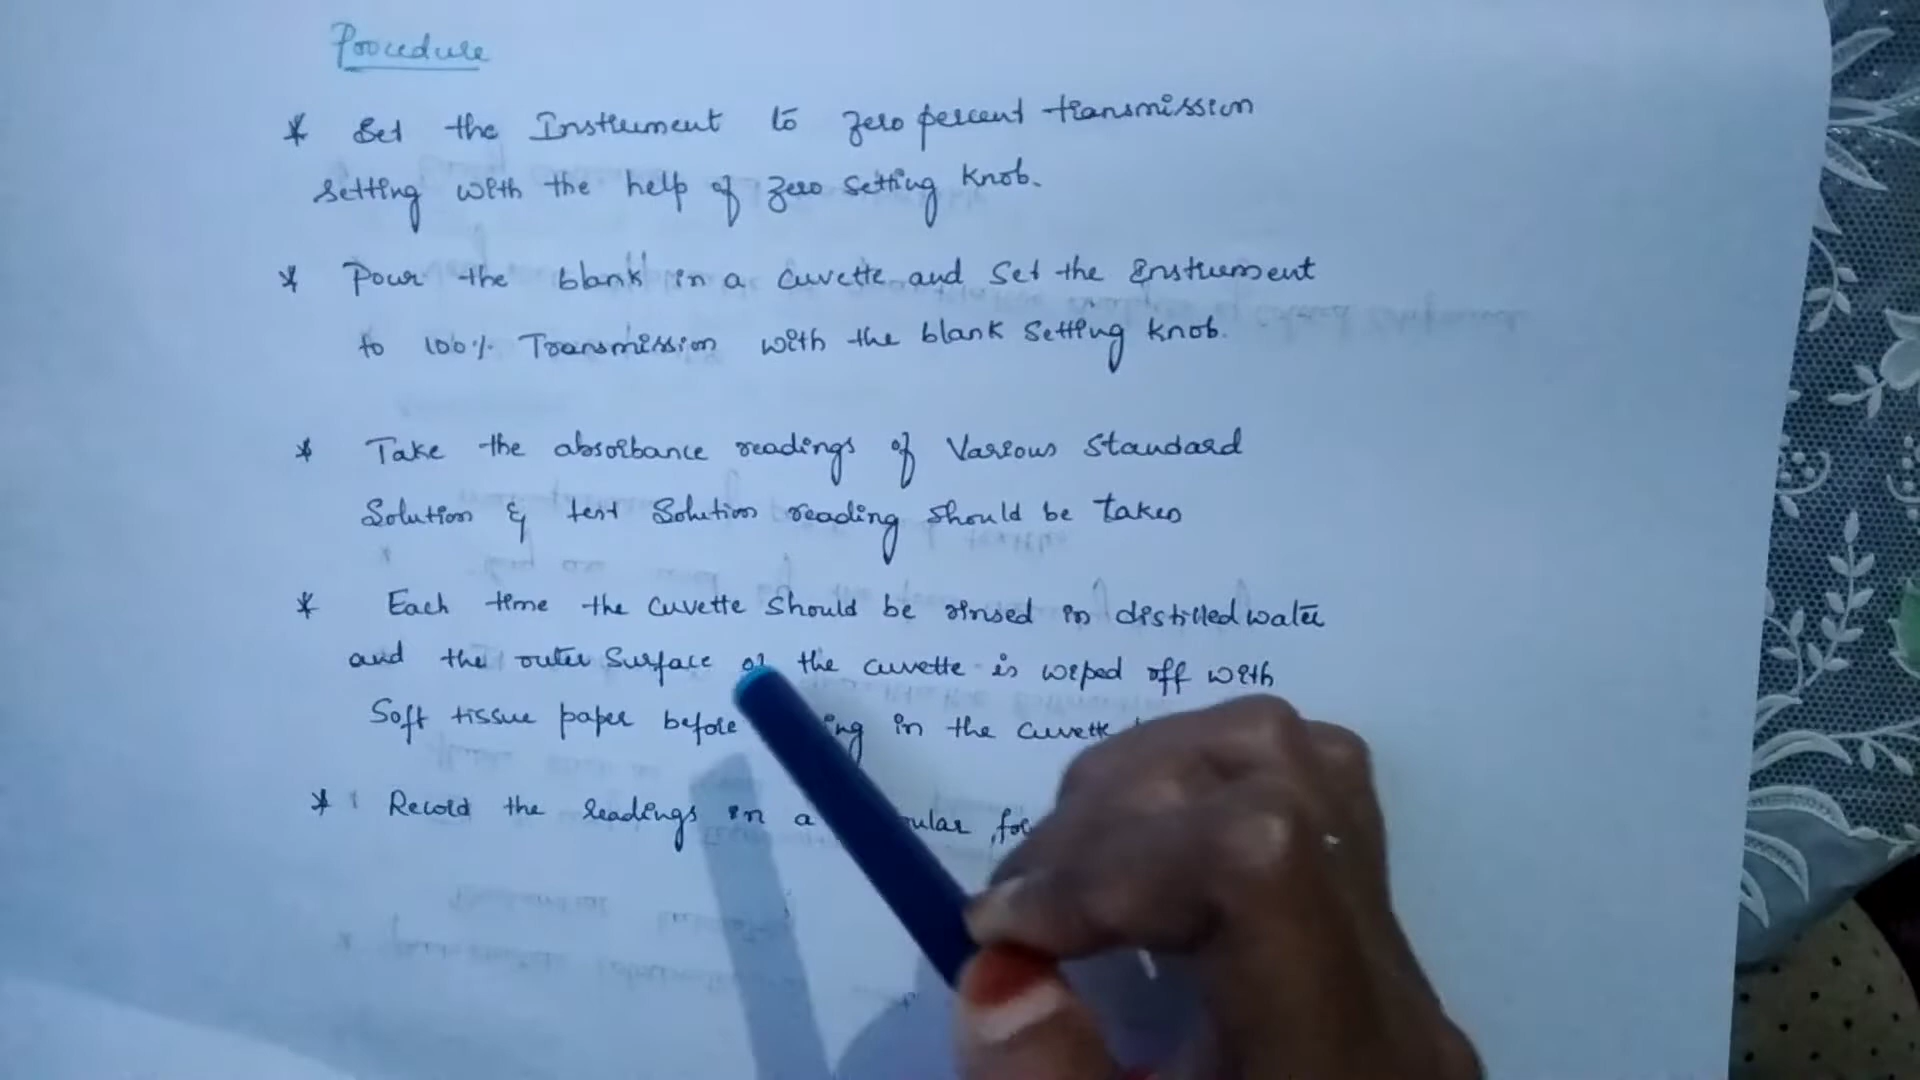 Procedure
* Set the Instrument to zero percent transmission
setting with the help of zero setting knob.
* Pour the blank in a cuvette and set the instrument
to 100% Transmission with the blank setting knob.
* Take the absorbance readings of Various standard
Solution & test Solution reading should be taken
* Each time the cuvette should be rinsed in distilled water
and the outer surface of the cuvette is wiped off with
Soft tissue paper before in the cuvette
* Record the readings in a